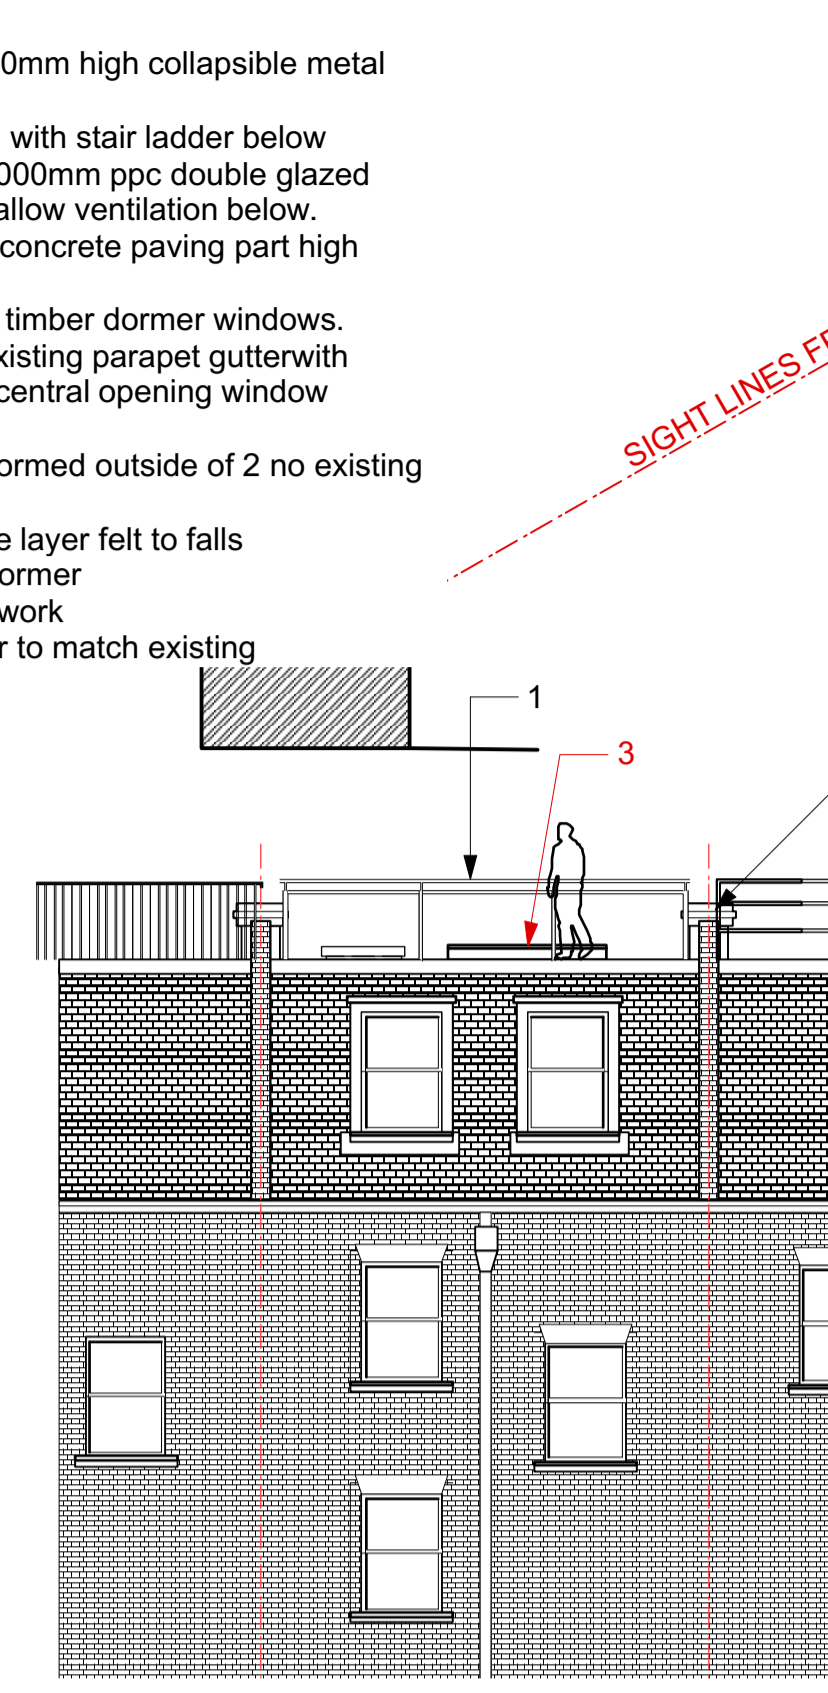 0mm high collapsible metal
with stair ladder below
000mm ppc double glazed
allow ventilation below.
concrete paving part high
timber dormer windows.
xisting parapet gutterwith
central opening window
ormed outside of 2 no existing
e layer felt to falls
ormer
work
r to match existing
SIGHT LINES FR
1
3